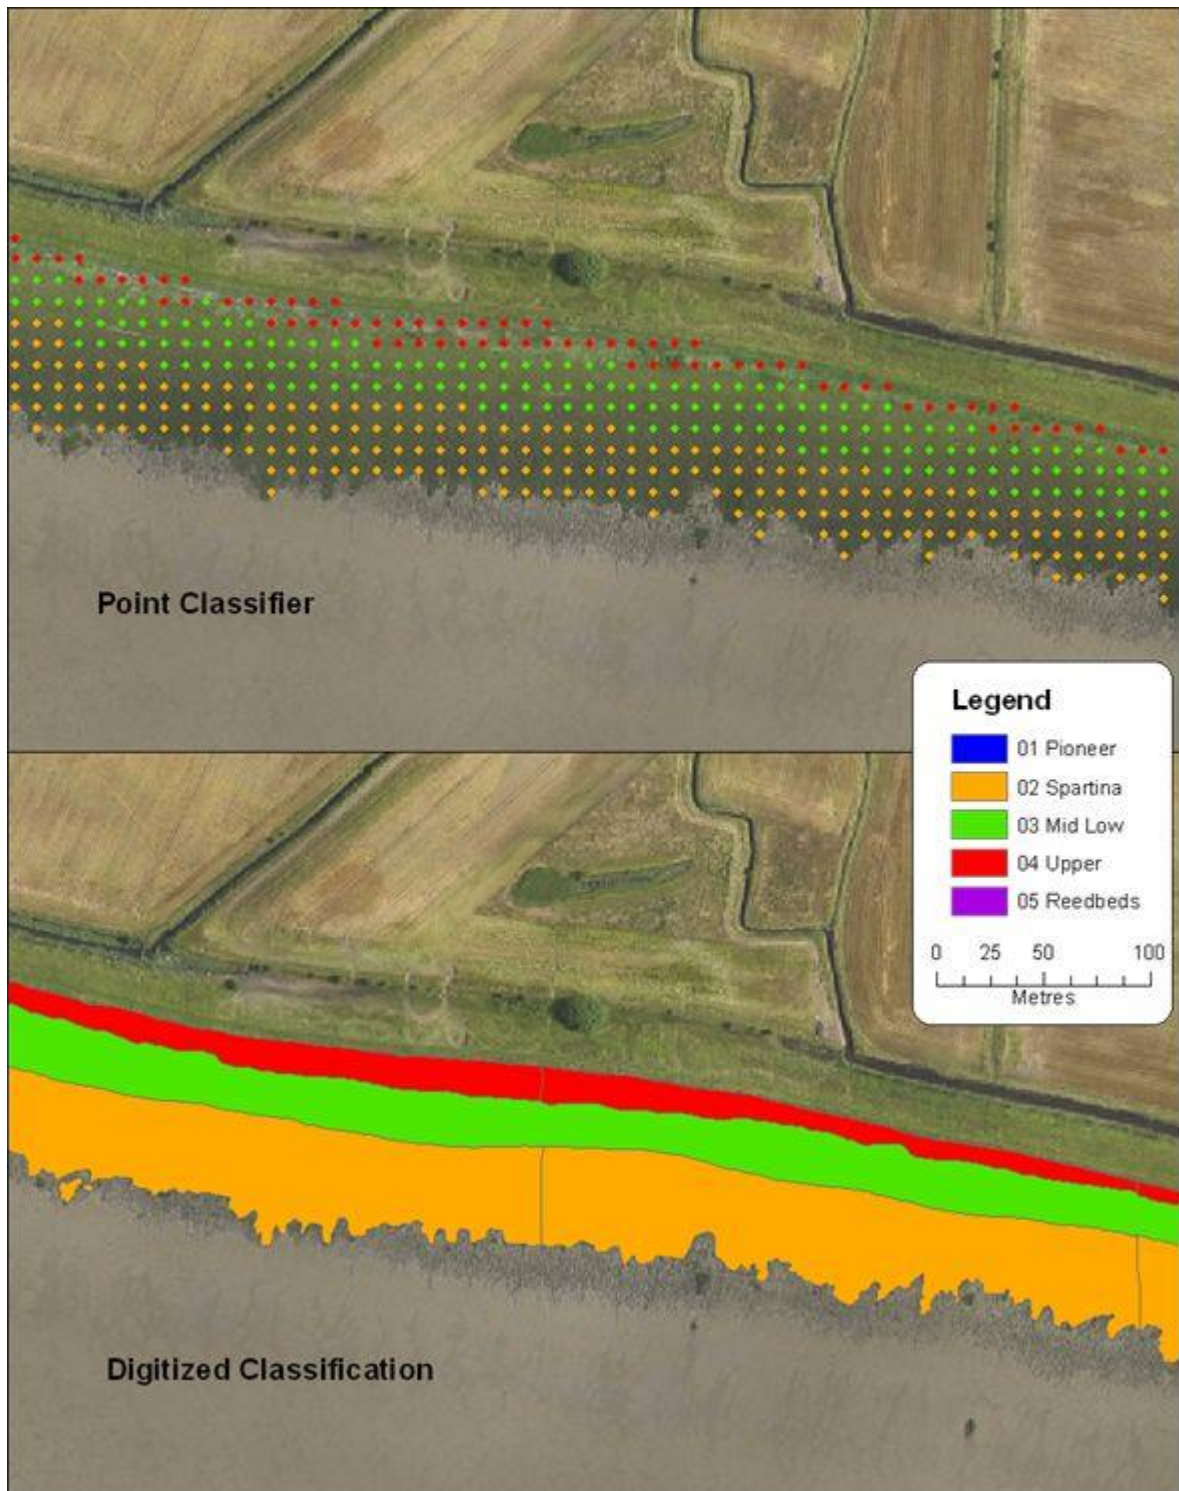 Point Classifier
Legend
01 Pioneer
02 Spartina
03 Mid Low
04 Upper
05 Reedbeds
0 25 50 100
Metres
Digitized Classification